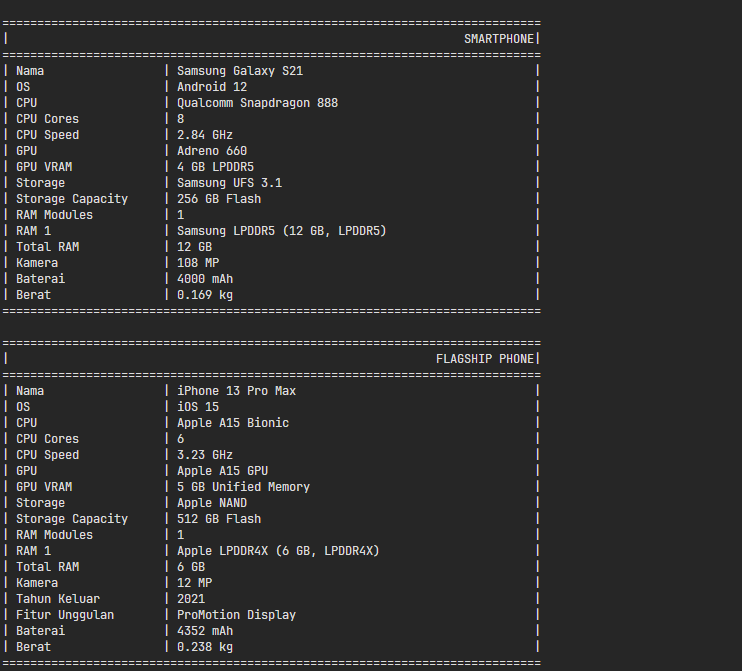 =============================================================================
|                                                                 SMARTPHONE|
=============================================================================
| Nama                 | Samsung Galaxy S21                                 |
| OS                   | Android 12                                         |
| CPU                  | Qualcomm Snapdragon 888                            |
| CPU Cores            | 8                                                  |
| CPU Speed            | 2.84 GHz                                           |
| GPU                  | Adreno 660                                         |
| GPU VRAM             | 4 GB LPDDR5                                        |
| Storage              | Samsung UFS 3.1                                    |
| Storage Capacity     | 256 GB Flash                                       |
| RAM Modules          | 1                                                  |
| RAM 1                | Samsung LPDDR5 (12 GB, LPDDR5)                     |
| Total RAM            | 12 GB                                              |
| Kamera               | 108 MP                                             |
| Baterai              | 4000 mAh                                           |
| Berat                | 0.169 kg                                           |
=============================================================================

=============================================================================
|                                                             FLAGSHIP PHONE|
=============================================================================
| Nama                 | iPhone 13 Pro Max                                  |
| OS                   | iOS 15                                             |
| CPU                  | Apple A15 Bionic                                   |
| CPU Cores            | 6                                                  |
| CPU Speed            | 3.23 GHz                                           |
| GPU                  | Apple A15 GPU                                      |
| GPU VRAM             | 5 GB Unified Memory                                |
| Storage              | Apple NAND                                         |
| Storage Capacity     | 512 GB Flash                                       |
| RAM Modules          | 1                                                  |
| RAM 1                | Apple LPDDR4X (6 GB, LPDDR4X)                      |
| Total RAM            | 6 GB                                               |
| Kamera               | 12 MP                                              |
| Tahun Keluar         | 2021                                               |
| Fitur Unggulan       | ProMotion Display                                  |
| Baterai              | 4352 mAh                                           |
| Berat                | 0.238 kg                                           |
=============================================================================